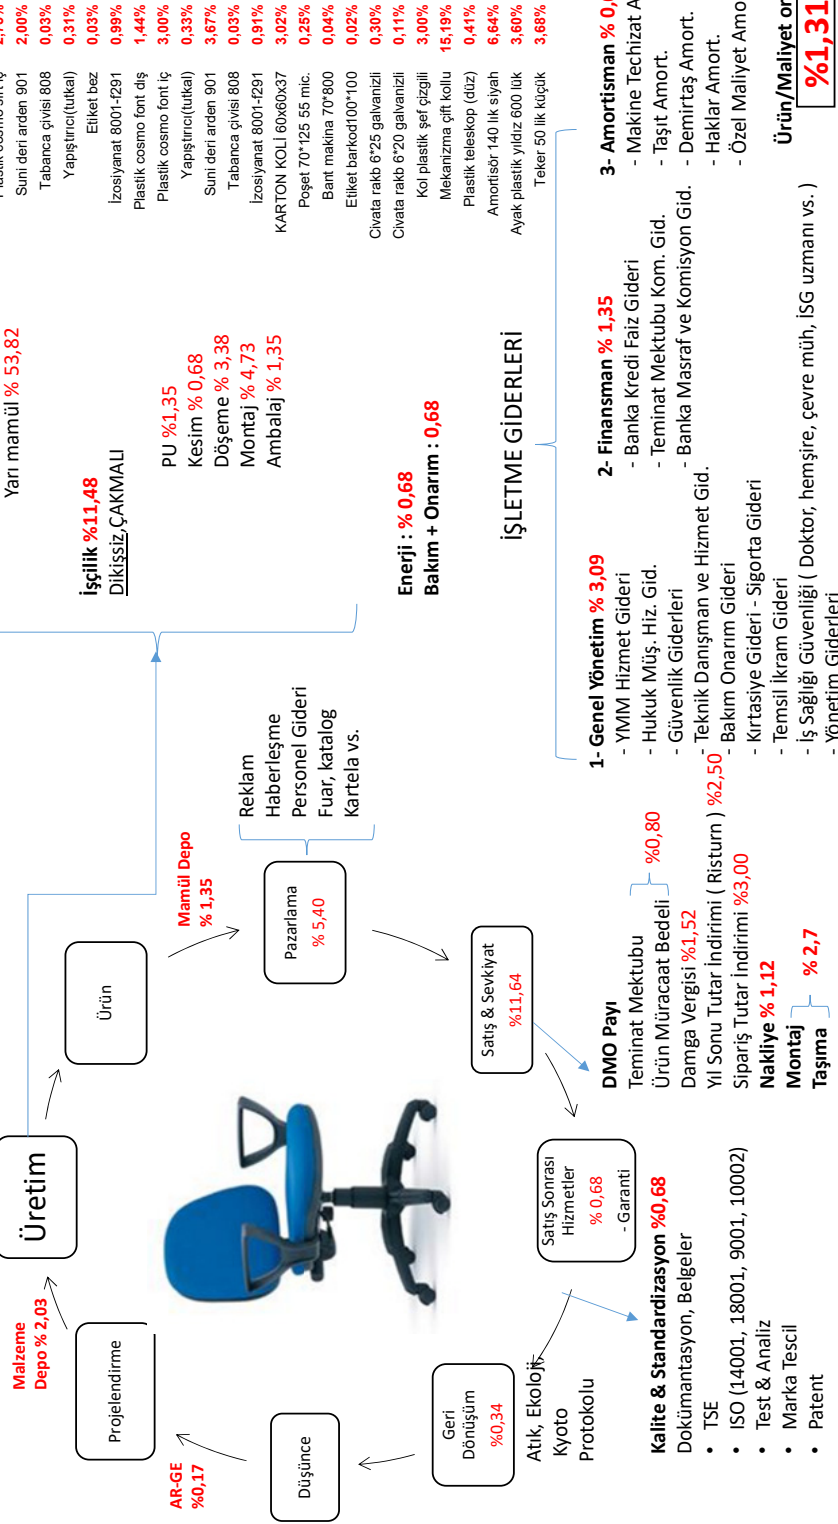 AR-GE
%0,17
Düşünce
Projelendirme
Malzeme
Depo % 2,03
Üretim
Ürün
Mamül Depo
% 1,35
Pazarlama
% 5,40
Reklam
Haberleşme
Personel Gideri
Fuar, katalog
Kartela vs.
Satış & Sevkiyat
%11,64
Satış Sonrası
Hizmetler
% 0,68
- Garanti
Geri
Dönüşüm
%0,34
Atık, Ekoloji,
Kyoto
Protokolu
Kalite & Standardizasyon %0,68
Dokümantasyon, Belgeler
• TSE
• ISO (14001, 18001, 9001, 10002)
• Test & Analiz
• Marka Tescil
• Patent
DMO Payı
Teminat Mektubu
Ürün Müracaat Bedeli
%0,80
Damga Vergisi %1,52
Yıl Sonu Tutar İndirimi ( Risturn ) %2,50
Sipariş Tutar İndirimi %3,00
Nakliye % 1,12
Montaj
Taşıma
% 2,7
Yarı mamül % 53,82
İşçilik %11,48
Dikişsiz,ÇAKMALI
PU %1,35
Kesim % 0,68
Döşeme % 3,38
Montaj % 4,73
Ambalaj % 1,35
Enerji : % 0,68
Bakım + Onarım : 0,68
Suni deri arden 901 2,00%
Tabanca çivisi 808 0,03%
Yapıştırıcı(tutkal) 0,31%
Etiket bez 0,03%
İzosiyanat 8001-f291 0,99%
Plastik cosmo font dış 1,44%
Plastik cosmo font iç 3,00%
Yapıştırıcı(tutkal) 0,33%
Suni deri arden 901 3,67%
Tabanca çivisi 808 0,03%
İzosiyanat 8001-f291 0,91%
KARTON KOLİ 60x60x37 3,02%
Poşet 70*125 55 mic. 0,25%
Bant makina 70*800 0,04%
Etiket barkod100*100 0,02%
Civata rakb 6*25 galvanizli 0,30%
Civata rakb 6*20 galvanizli 0,11%
Kol plastik şef çizgili 3,00%
Mekanizma çift kollu 15,19%
Plastik teleskop (düz) 0,41%
Amortisör 140 lık siyah 6,64%
Ayak plastik yıldız 600 lük 3,60%
Teker 50 lik küçük 3,68%
İŞLETME GİDERLERİ
1- Genel Yönetim % 3,09
- YMM Hizmet Gideri
- Hukuk Müş. Hiz. Gid.
- Güvenlik Giderleri
- Teknik Danışman ve Hizmet Gid.
- Bakım Onarım Gideri
- Kırtasiye Gideri - Sigorta Gideri
- Temsil İkram Gideri
- İş Sağlığı Güvenliği ( Doktor, hemşire, çevre müh, İSG uzmanı vs. )
- Yönetim Giderleri
2- Finansman % 1,35
- Banka Kredi Faiz Gideri
- Teminat Mektubu Kom. Gid.
- Banka Masraf ve Komisyon Gid.
3- Amortisman % 0,
- Makine Techizat A
- Taşıt Amort.
- Demirtaş Amort.
- Haklar Amort.
- Özel Maliyet Amo
Ürün/Maliyet or
%1,31